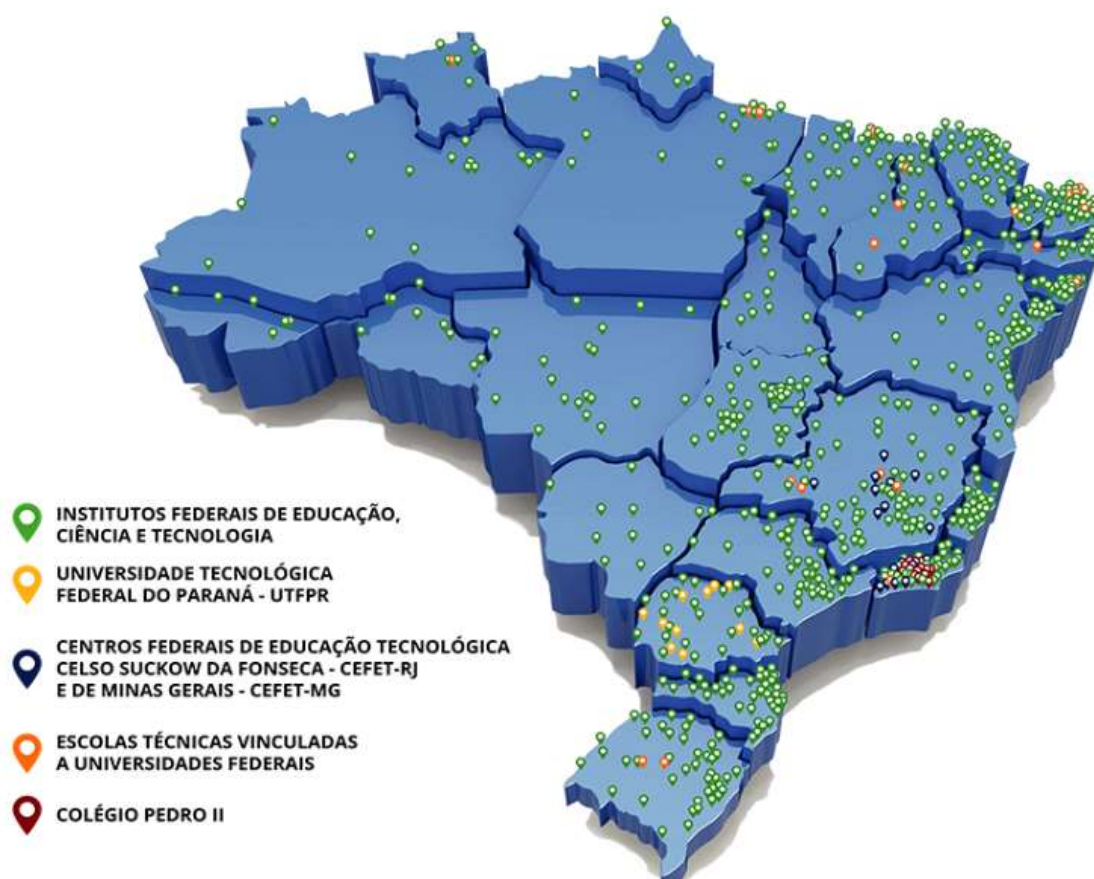 INSTITUTOS FEDERAIS DE EDUCAÇÃO,
CIÊNCIA E TECNOLOGIA
UNIVERSIDADE TECNOLÓGICA
FEDERAL DO PARANÁ - UTFPR
CENTROS FEDERAIS DE EDUCAÇÃO TECNOLÓGICA
CELSO SUCKOW DA FONSECA - CEFET-RJ
E DE MINAS GERAIS - CEFET-MG
ESCOLAS TÉCNICAS VINCULADAS
A UNIVERSIDADES FEDERAIS
COLÉGIO PEDRO II